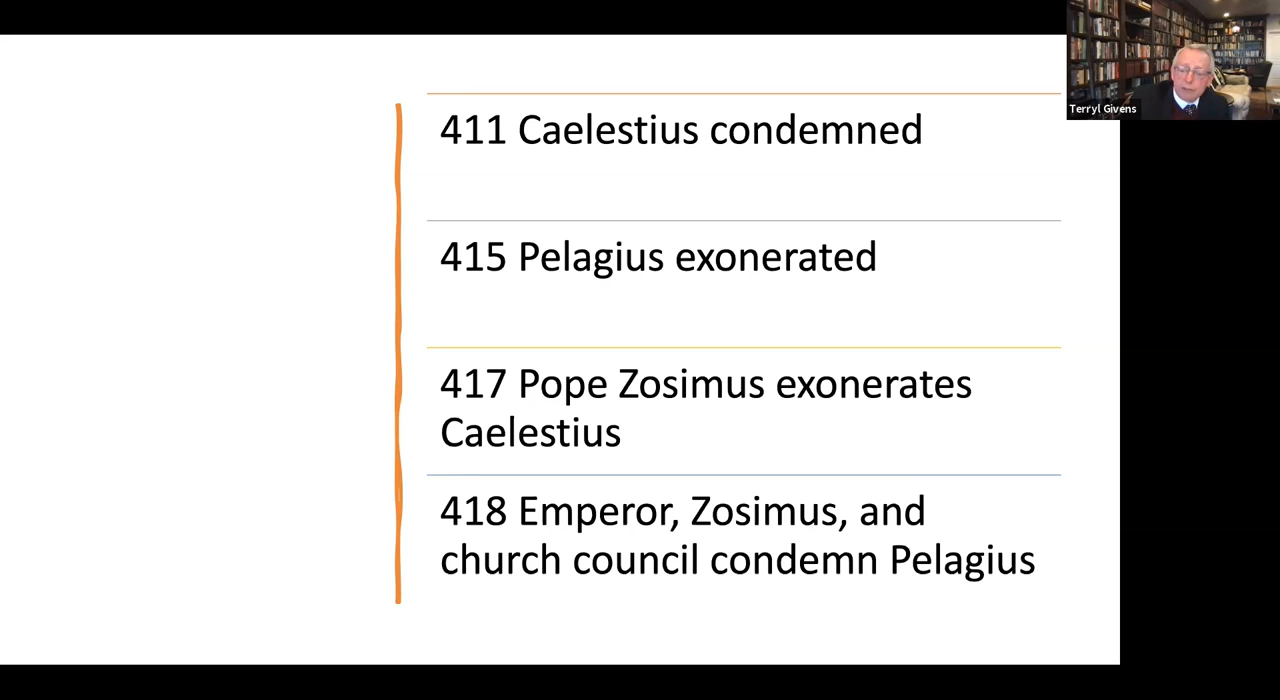 Terryl Givens
411 Caelestius condemned
415 Pelagius exonerated
417 Pope Zosimus exonerates
Caelestius
418 Emperor, Zosimus, and
church council condemn Pelagius